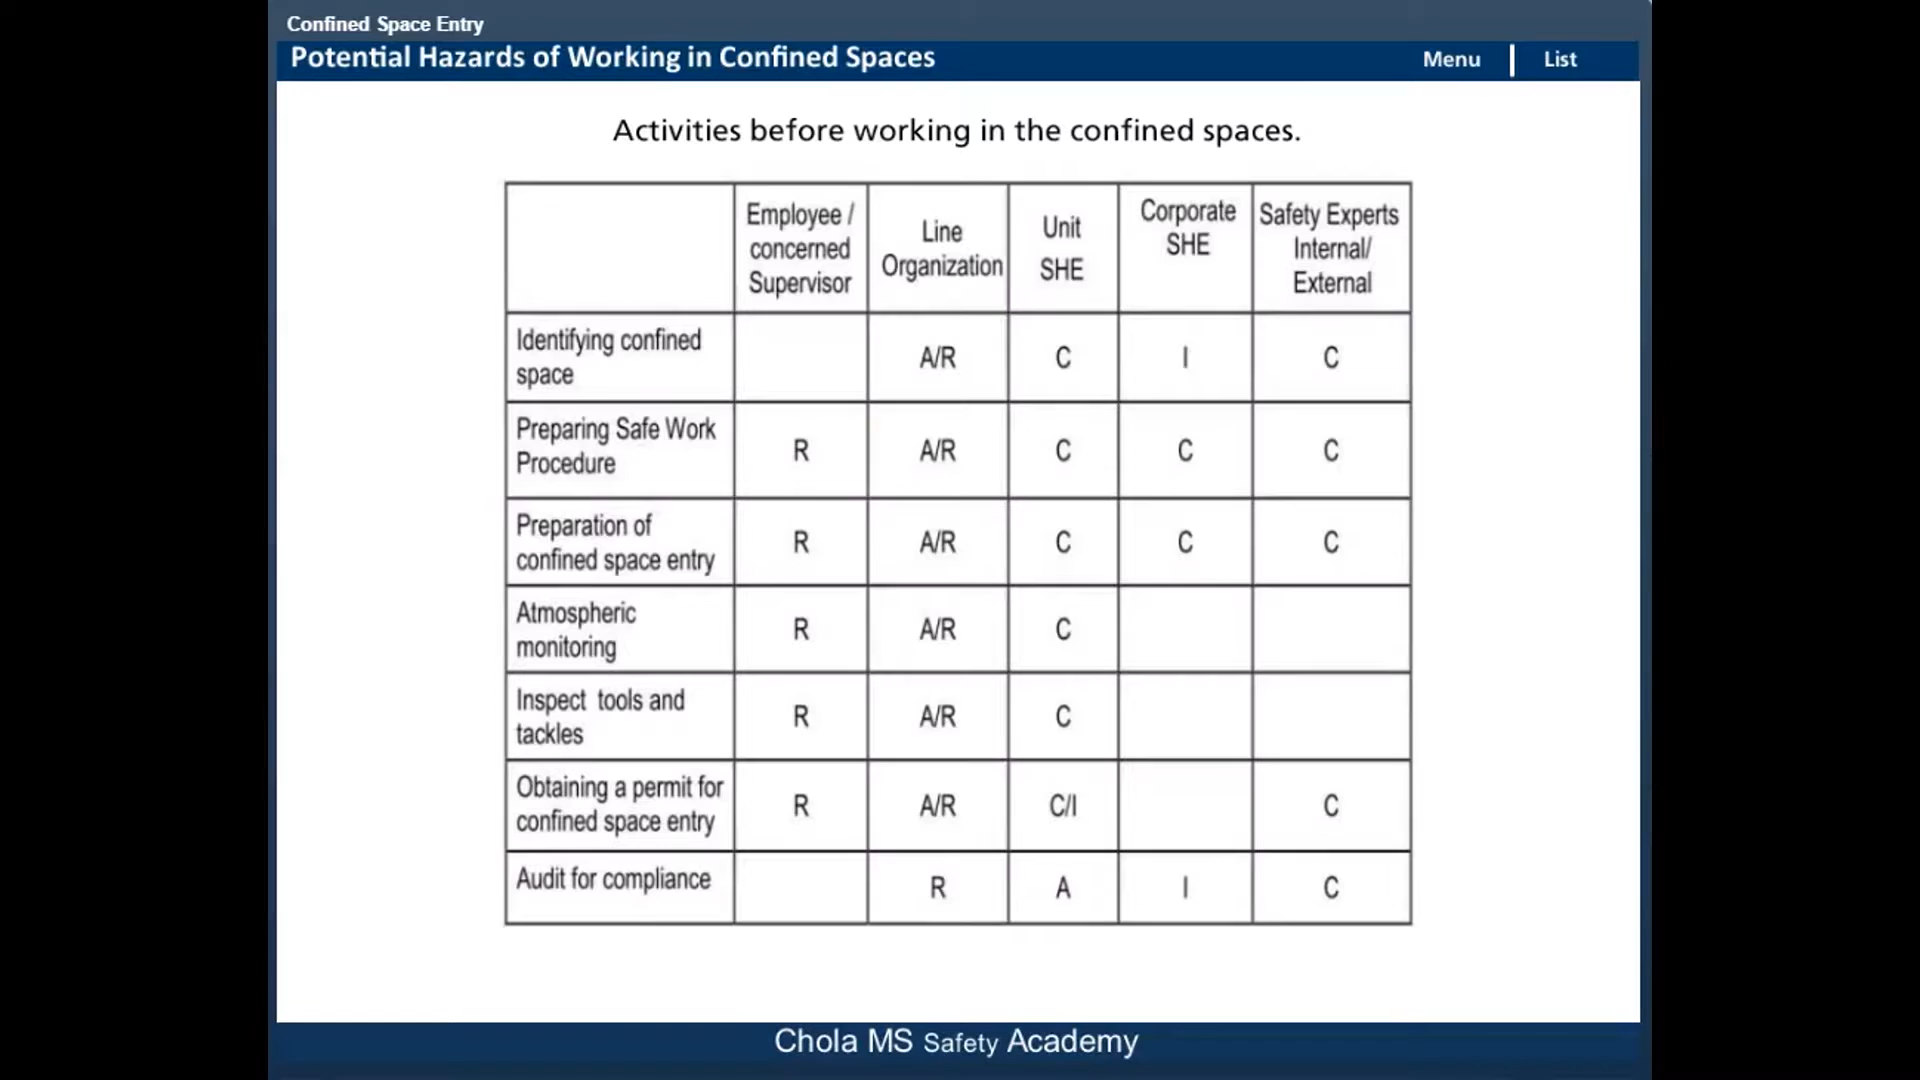 Confined Space Entry
Potential Hazards of Working in Confined Spaces
Menu | List
Activities before working in the confined spaces.
Employee / concerned Supervisor
Line Organization
Unit SHE
Corporate SHE
Safety Experts Internal/ External
Identifying confined space A/R C I C
Preparing Safe Work Procedure R A/R C C C
Preparation of confined space entry R A/R C C C
Atmospheric monitoring R A/R C
Inspect tools and tackles R A/R C
Obtaining a permit for confined space entry R A/R C/I C
Audit for compliance R A I C
Chola MS Safety Academy